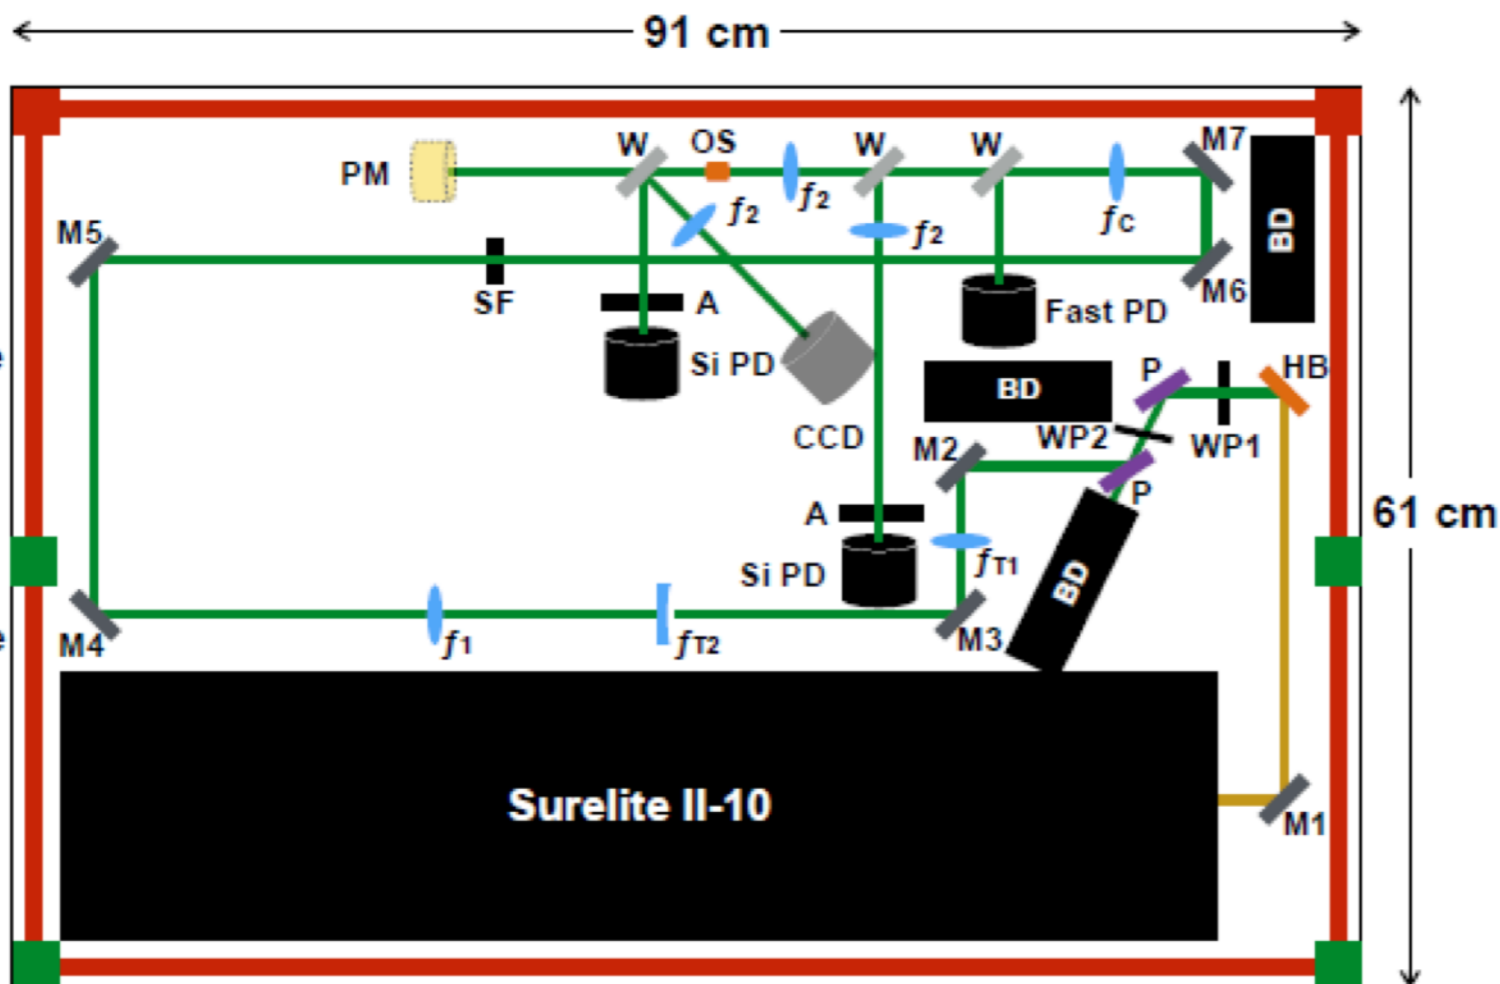 91 cm
W OS W W M7
PM
f2 f2 fC BD
M5 f2
SF A M6
Fast PD
Si PD BD P HB
CCD WP2 WP1
M2
A P 61 cm
Si PD fT1 BD
M4 f1 fT2 M3
Surelite II-10
M1
e
e